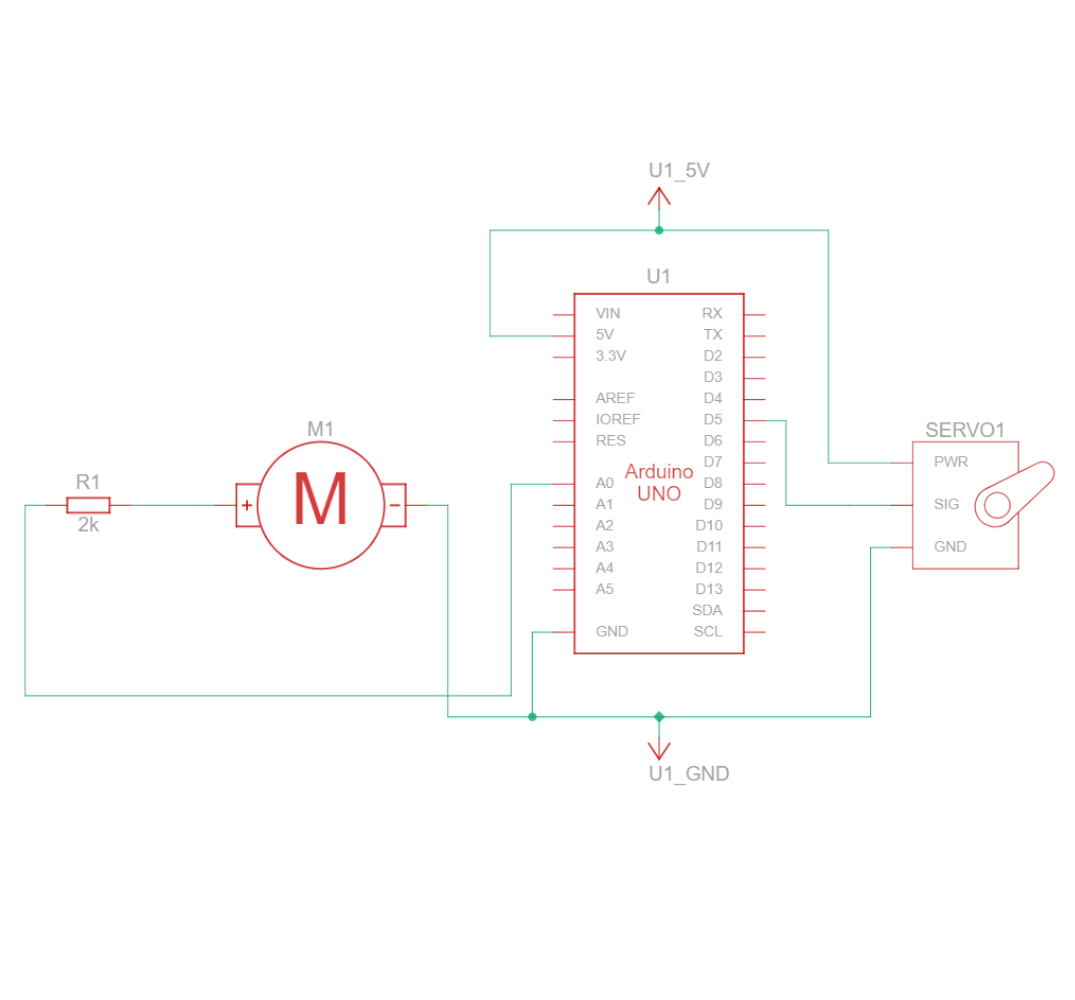 U1_5V
U1
VIN
5V
3.3V
AREF
IOREF
RES
A0
A1
A2
A3
A4
A5
GND
Arduino
UNO
RX
TX
D2
D3
D4
D5
D6
D7
D8
D9
D10
D11
D12
D13
SDA
SCL
M1
M
+
-
R1
2k
SERVO1
PWR
SIG
GND
U1_GND